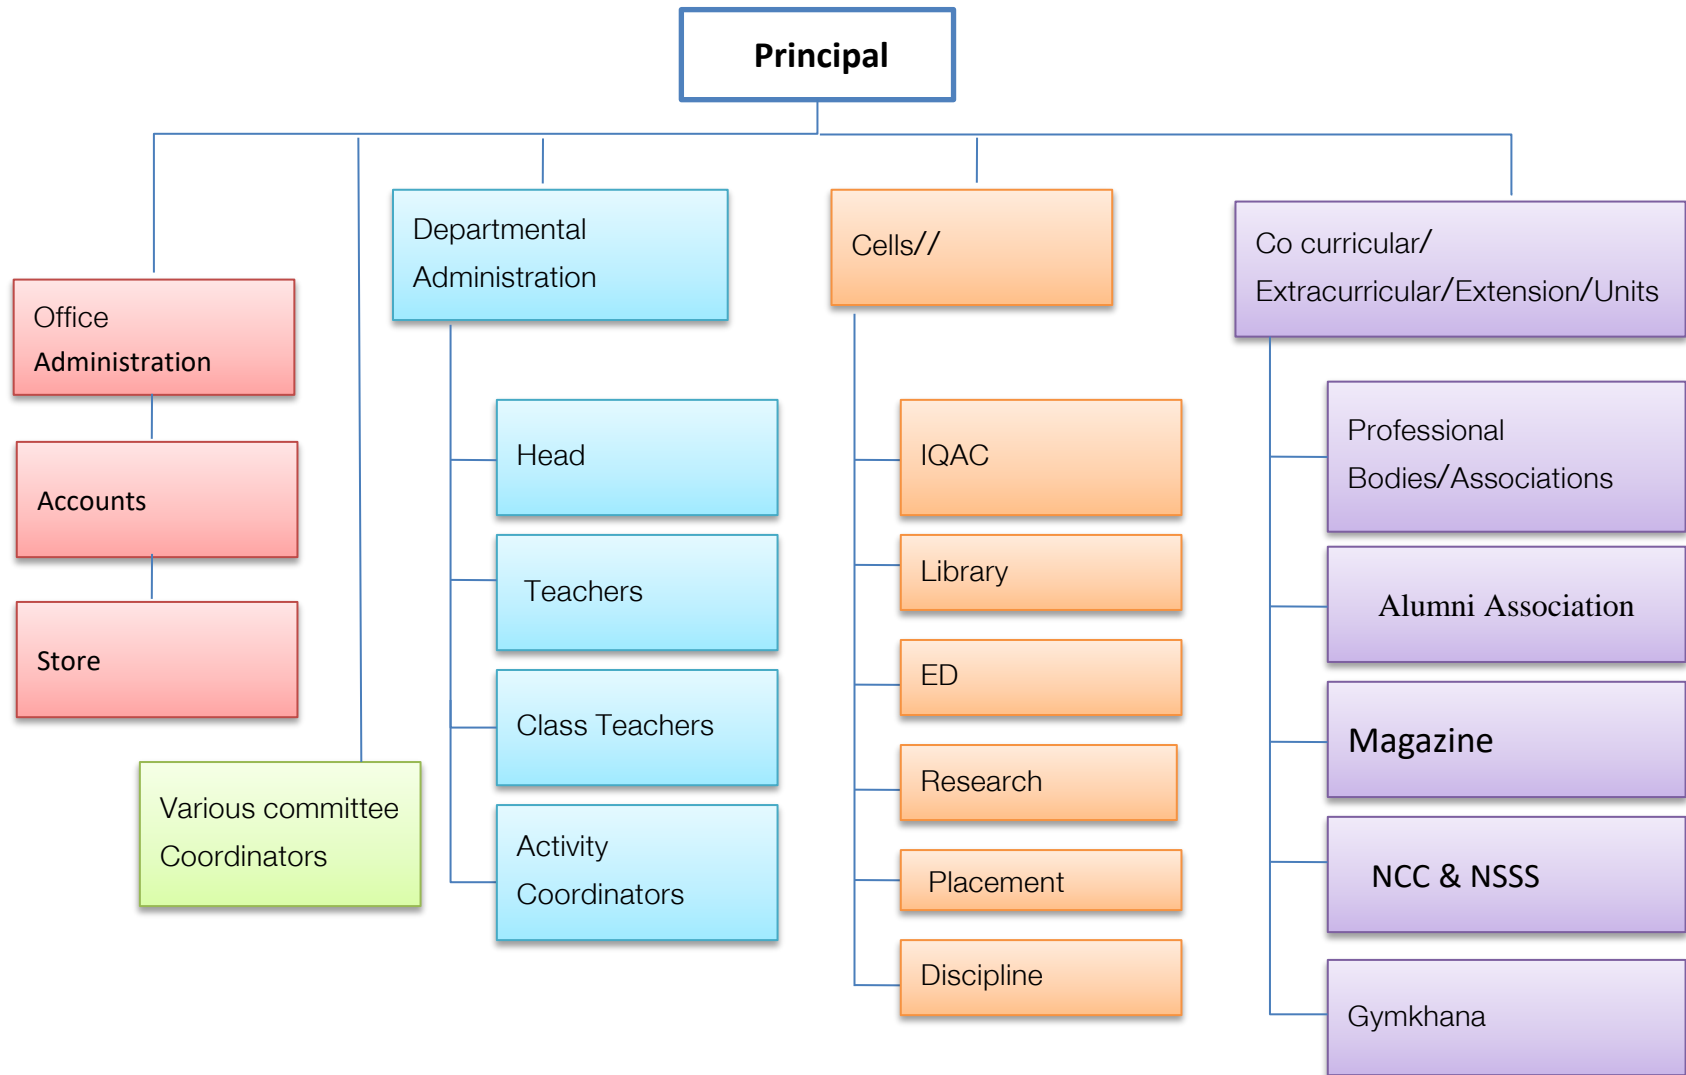 Principal
Office
Administration
Accounts
Store
Various committee
Coordinators
Departmental
Administration
Head
Teachers
Class Teachers
Activity
Coordinators
Cells//
IQAC
Library
ED
Research
Placement
Discipline
Co curricular/
Extracurricular/Extension/Units
Professional
Bodies/Associations
Alumni Association
Magazine
NCC & NSSS
Gymkhana